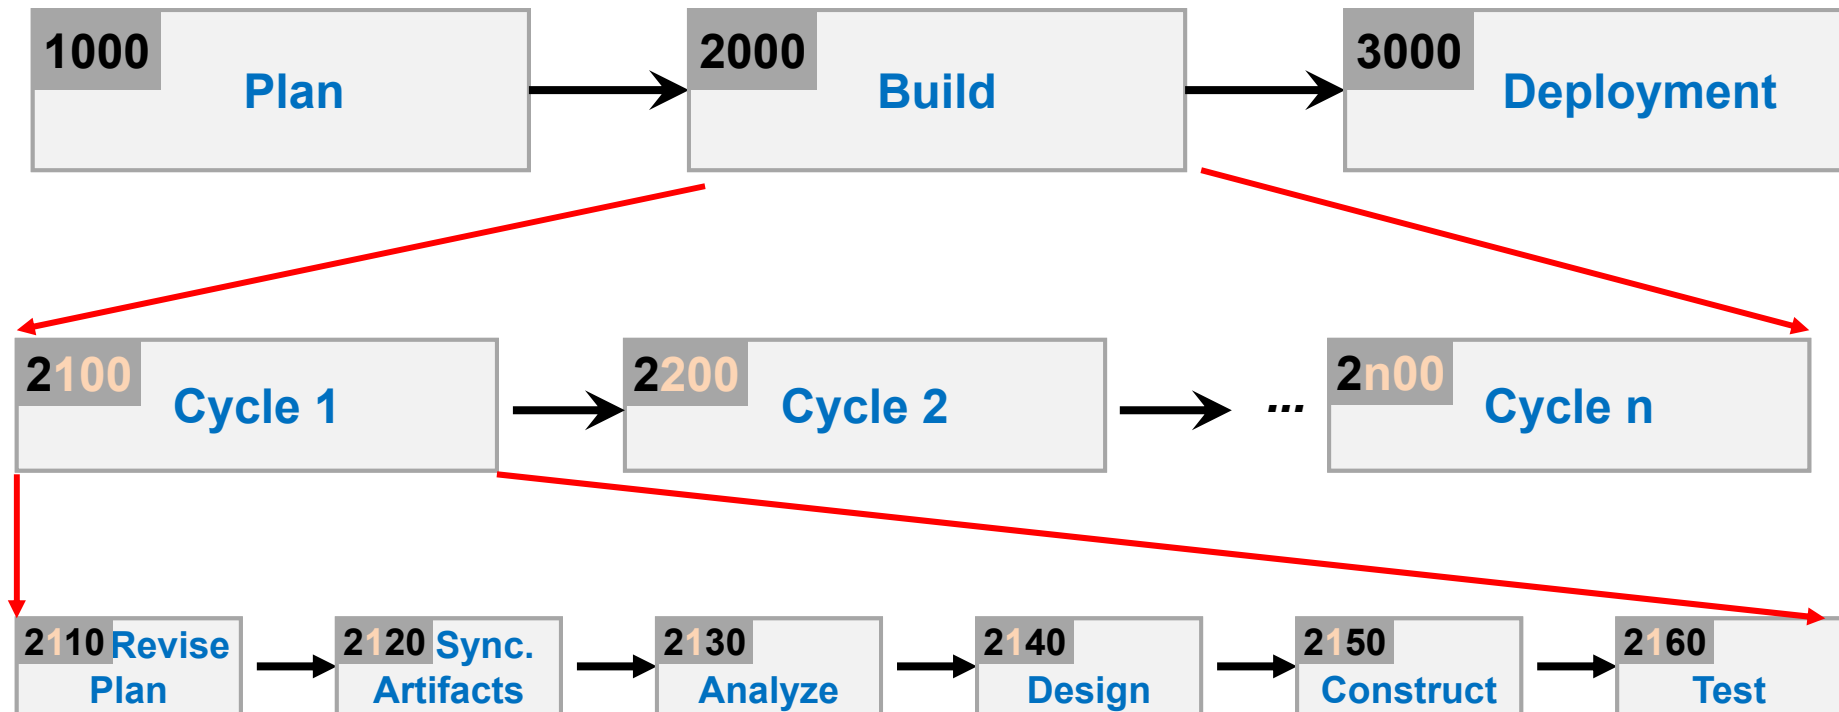 1000
Plan
2000
Build
3000
Deployment
2100
Cycle 1
2200
Cycle 2
...
2n00
Cycle n
2110 Revise
Plan
2120 Sync.
Artifacts
2130
Analyze
2140
Design
2150
Construct
2160
Test